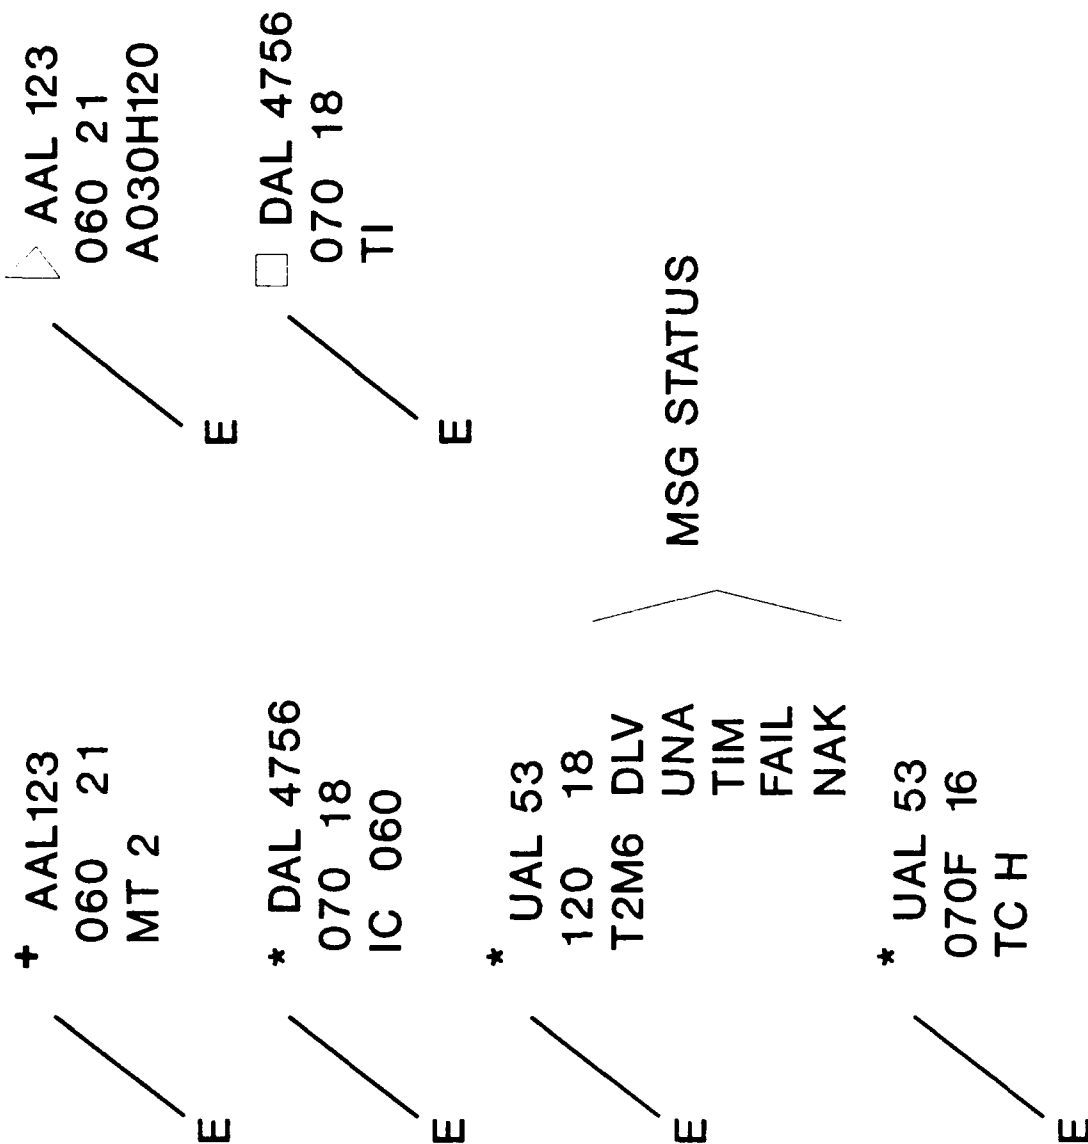 + AAL123
060 21
MT 2
E
* DAL 4756
070 18
IC 060
E
* UAL 53
120 18
T2M6 DLV
E UNA
TIM
FAIL
NAK
MSG STATUS
* UAL 53
070F 16
TC H
E
AAL 123
060 21
A030H120
E
DAL 4756
070 18
TI
E